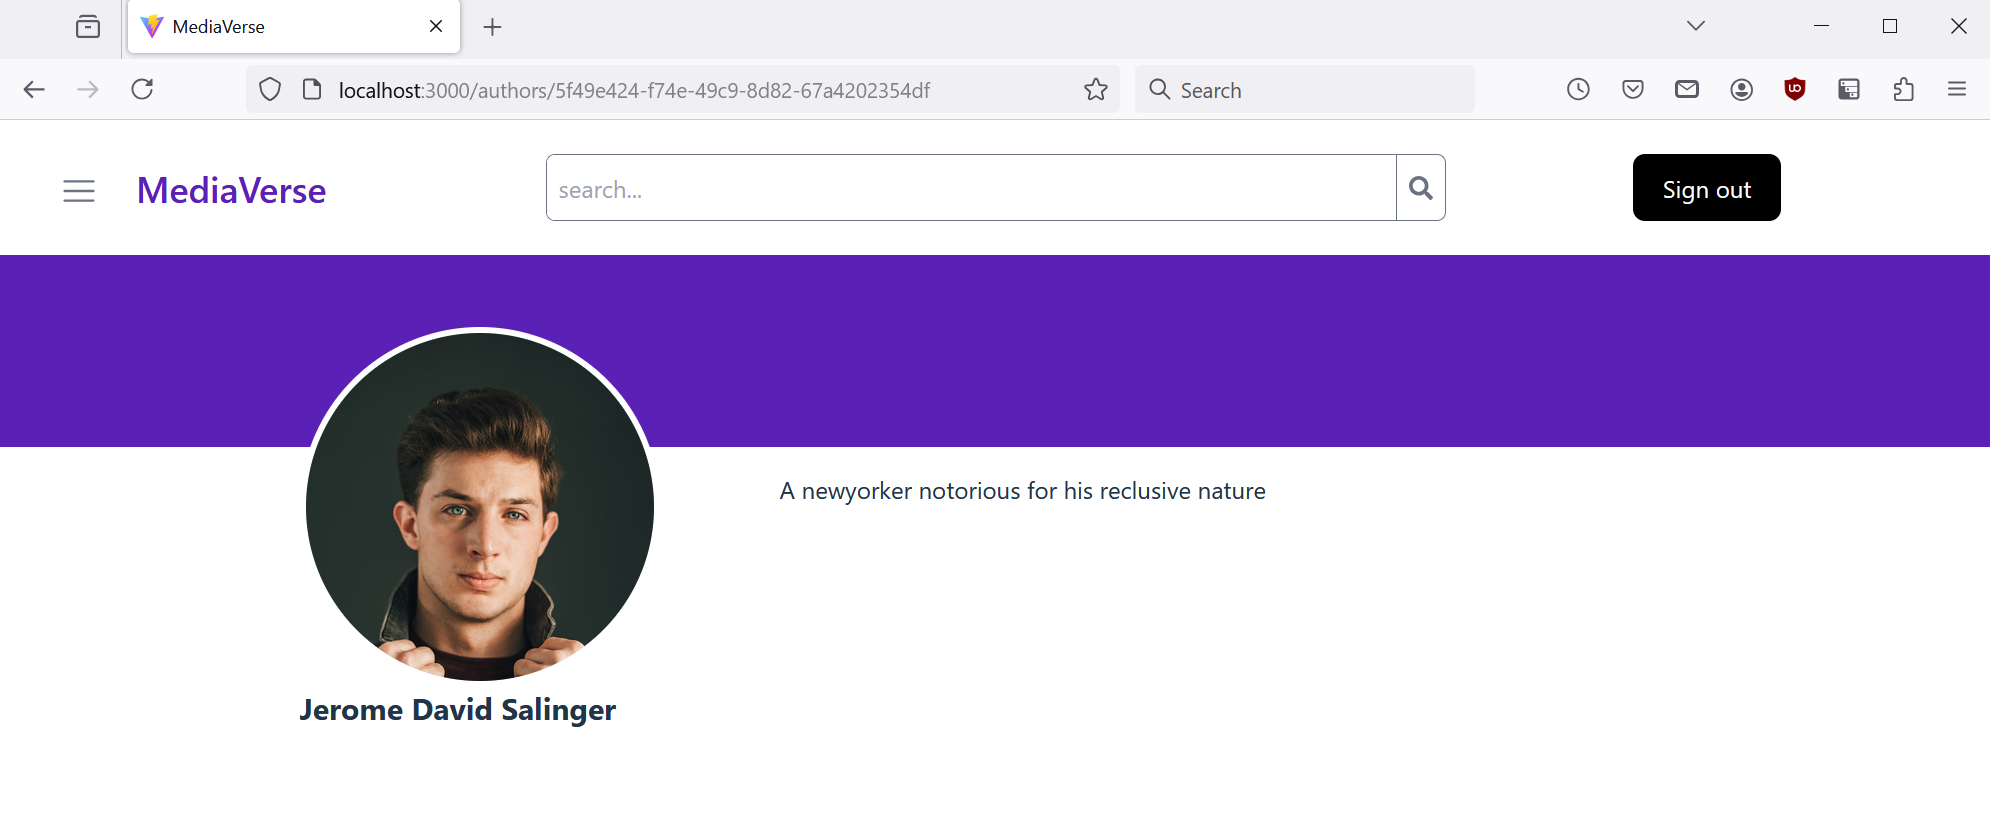 MediaVerse
localhost:3000/authors/5f49e424-f74e-49c9-8d82-67a4202354df
Search
MediaVerse
search...
Sign out
A newyorker notorious for his reclusive nature
Jerome David Salinger